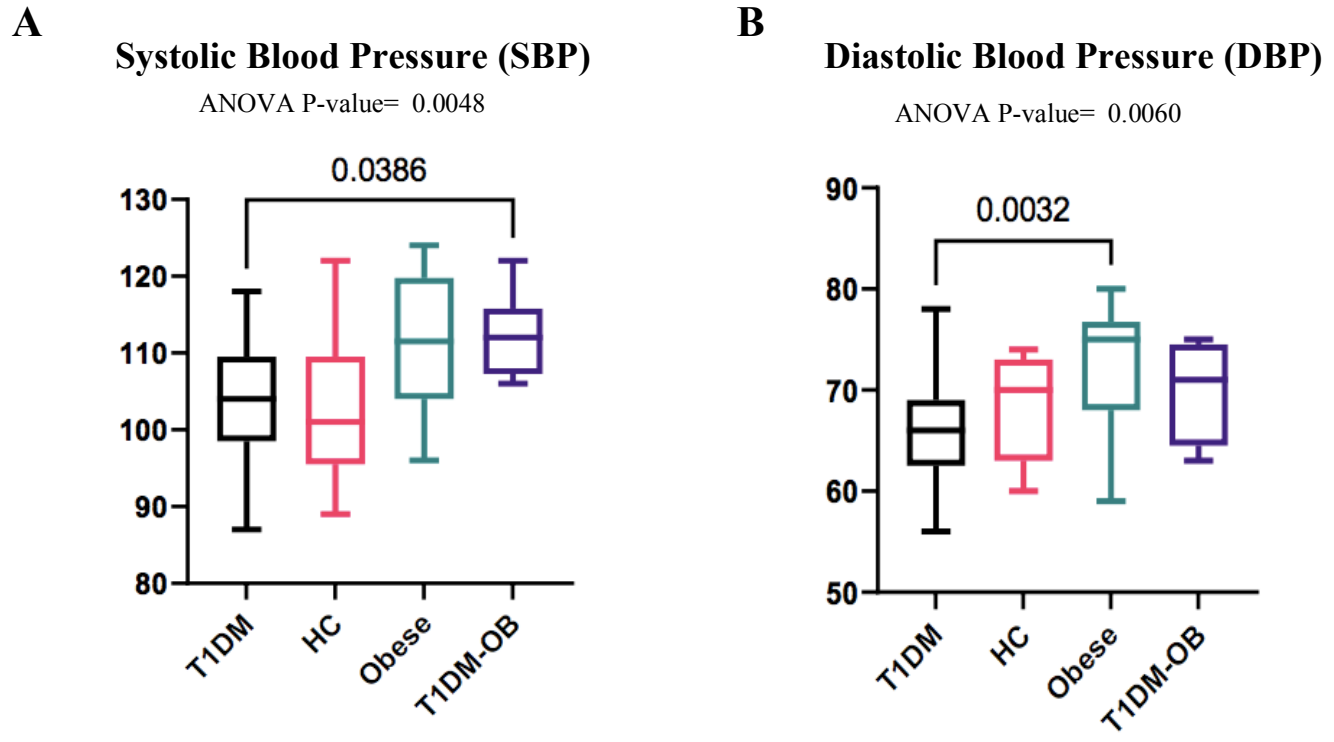 A
Systolic Blood Pressure (SBP)
ANOVA P-value= 0.0048
0.0386
130
120
110
100
90
80
T1DM
HC
Obese
T1DM-OB
B
Diastolic Blood Pressure (DBP)
ANOVA P-value= 0.0060
0.0032
90
80
70
60
50
T1DM
HC
Obese
T1DM-OB